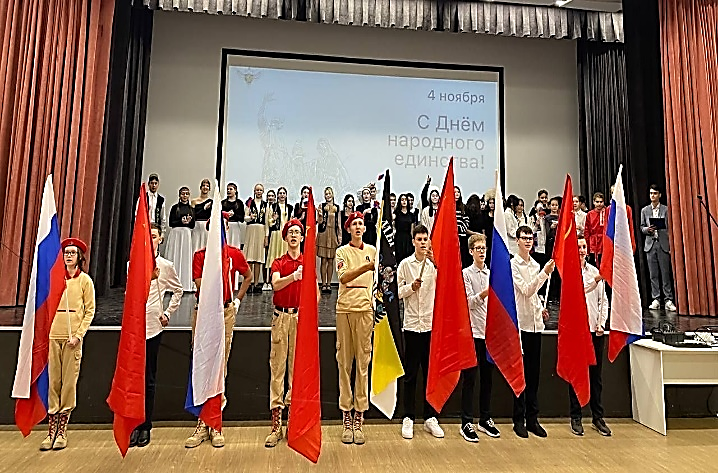 4 ноября
С Днём
народного
единства!